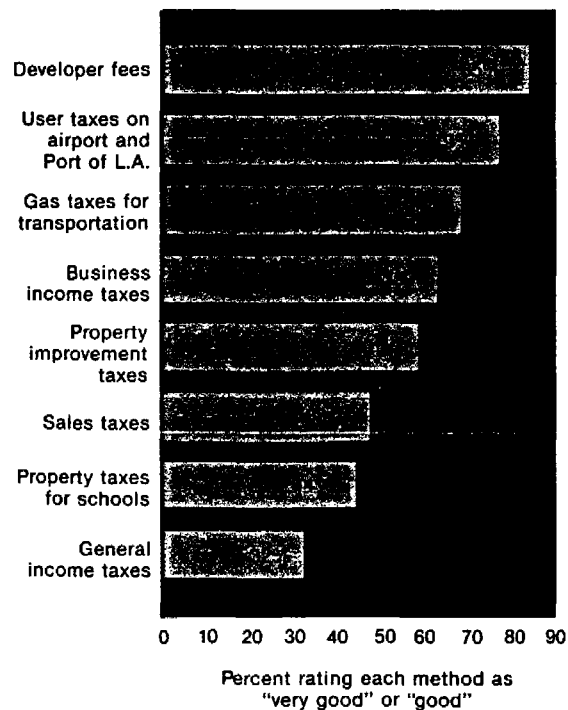 Developer fees
User taxes on
airport and
Port of L.A.
Gas taxes for
transportation
Business
income taxes
Property
improvement
taxes
Sales taxes
Property taxes
for schools
General
income taxes
0 10 20 30 40 50 60 70 80 90
Percent rating each method as
"very good" or "good"